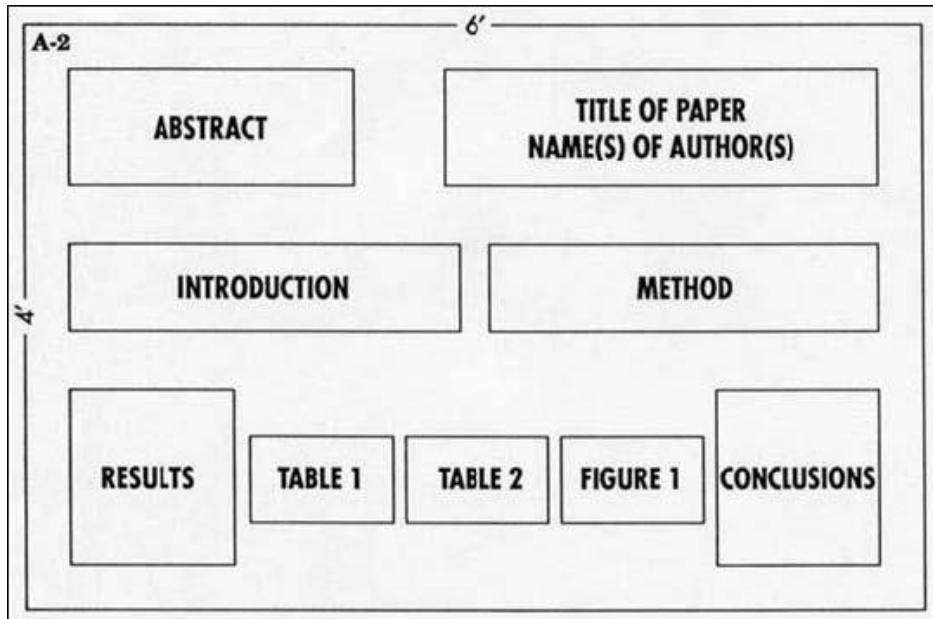 6'
A-2
ABSTRACT
TITLE OF PAPER
NAME(S) OF AUTHOR(S)
INTRODUCTION
METHOD
4'
RESULTS
TABLE 1
TABLE 2
FIGURE 1
CONCLUSIONS